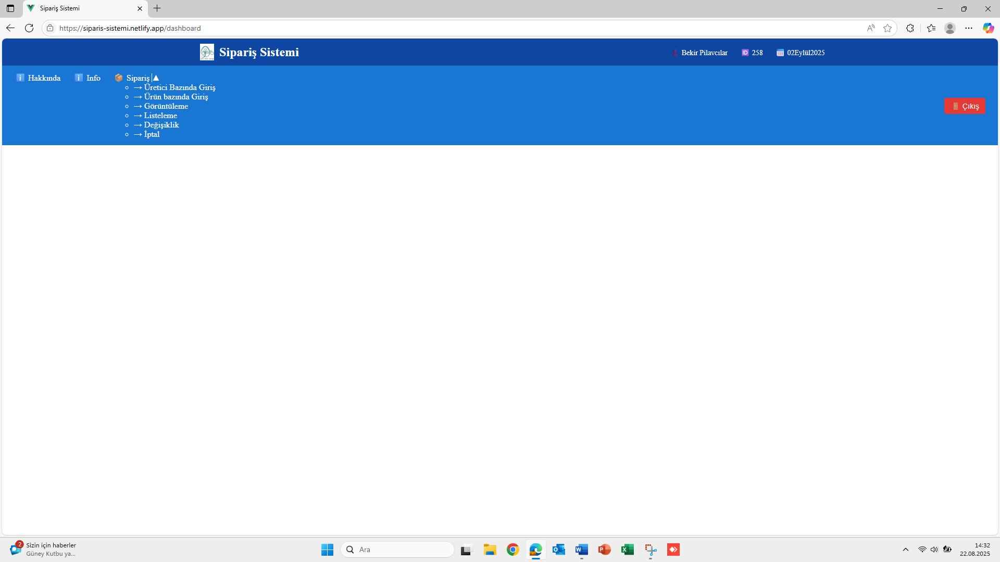 Sipariş Sistemi
https://siparis-sistemi.netlify.app/dashboard
Sipariş Sistemi
Bekir Pilavcılar
ID 258
02Eylül2025
Hakkında
Info
Sipariş ▲
→ Üretici Bazında Giriş
→ Ürün bazında Giriş
→ Görüntüleme
→ Listeleme
→ Değişiklik
→ İptal
Çıkış
2
Sizin için haberler
Güney Kutbu ya...
Ara
14:32
22.08.2025